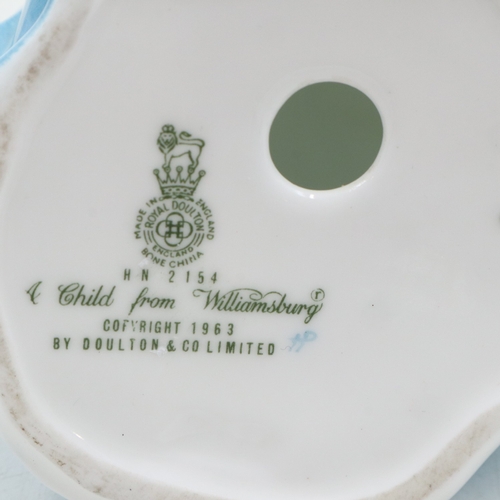 MADE IN ENGLAND
ROYAL DOULTON
ENGLAND
BONE CHINA
HN 2154
A Child from Williamsburg ®
COPYRIGHT 1963
BY DOULTON & CO LIMITED